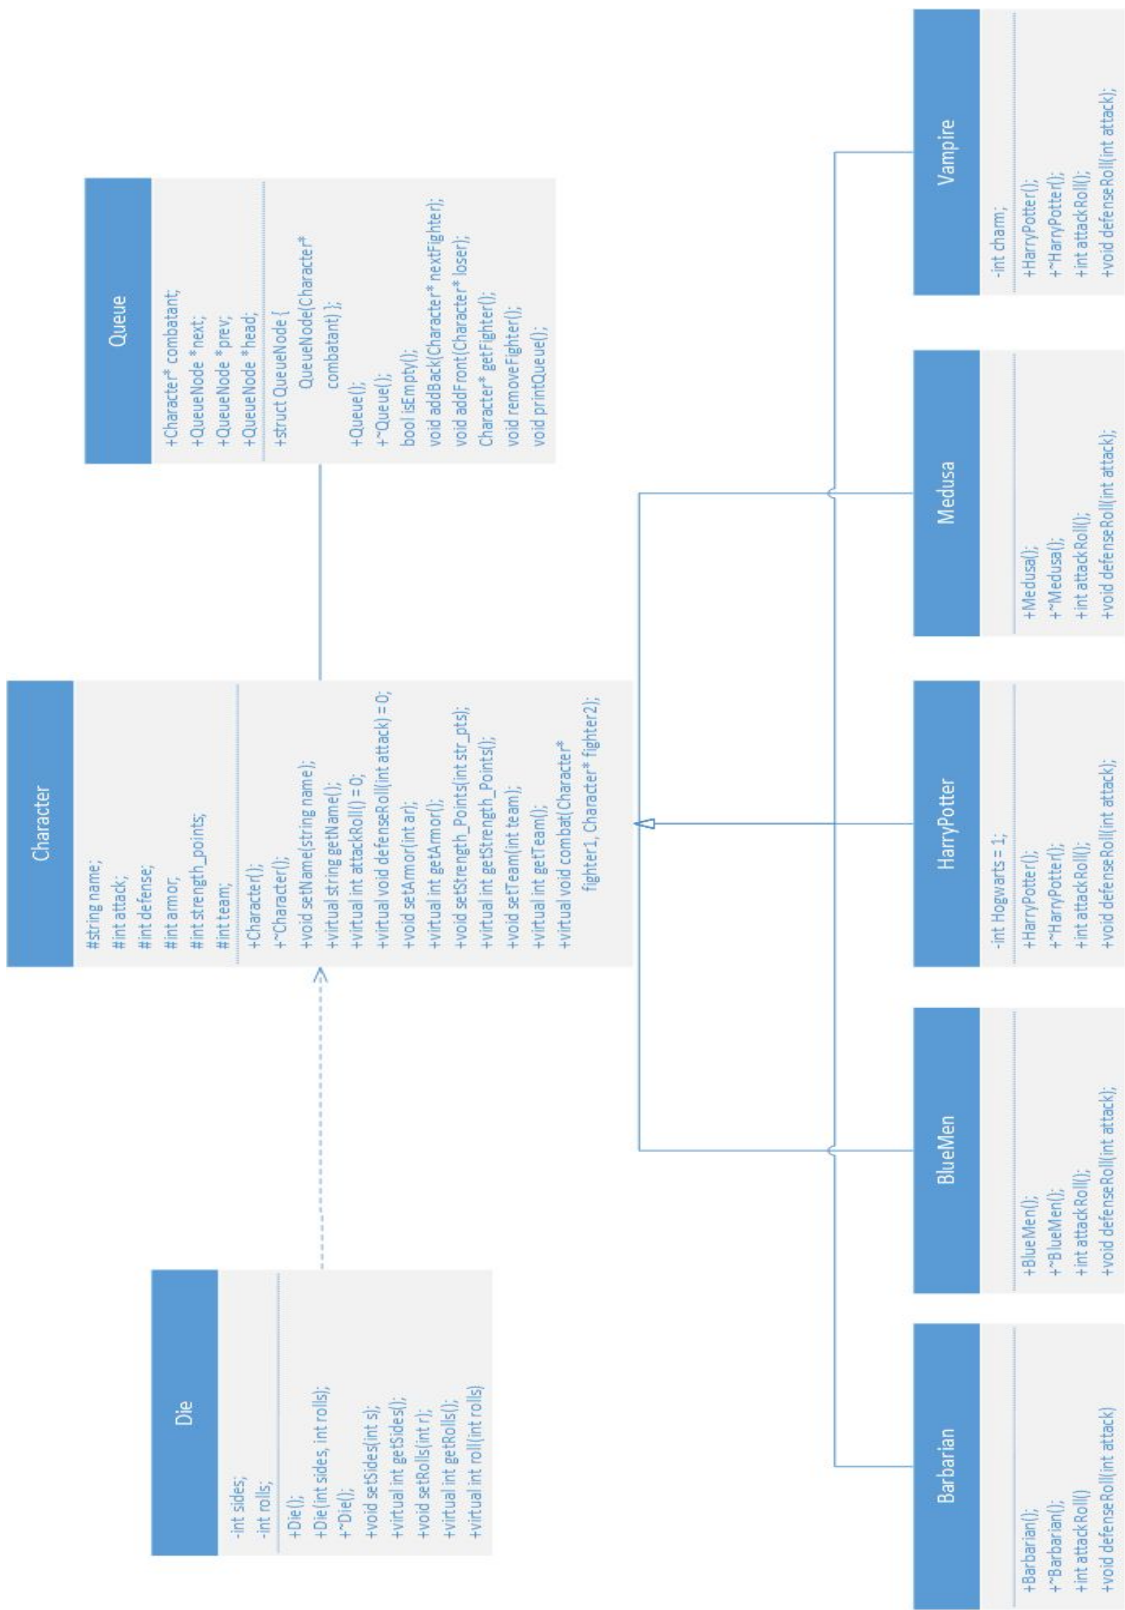 Character
#string name;
#int attack;
#int defense;
#int armor;
#int strength_points;
#int team;
+Character();
+~Character();
+void setName(string name);
+virtual string getName();
+virtual int attackRoll() = 0;
+virtual void defenseRoll(int attack) = 0;
+void setArmor(int ar);
+virtual int getArmor();
+void setStrength_Points(int str_pts);
+virtual int getStrength_Points();
+void setTeam(int team);
+virtual int getTeam();
+virtual void combat(Character*
fighter1, Character* fighter2);
Die
-int sides;
-int rolls;
+Die();
+Die(int sides, int rolls);
+~Die();
+void setSides(int s);
+virtual int getSides();
+void setRolls(int r);
+virtual int getRolls();
+virtual int roll(int rolls)
Queue
+Character* combatant;
+QueueNode *next;
+QueueNode *prev;
+QueueNode *head;
+struct QueueNode {
QueueNode(Character*
combatant) };
+Queue();
+~Queue();
bool isEmpty();
void addBack(Character* nextFighter);
void addFront(Character* loser);
Character* getFighter();
void removeFighter();
void printQueue();
Barbarian
+Barbarian();
+~Barbarian();
+int attackRoll()
+void defenseRoll(int attack)
BlueMen
+BlueMen();
+~BlueMen();
+int attackRoll();
+void defenseRoll(int attack);
HarryPotter
-int Hogwarts = 1;
+HarryPotter();
+~HarryPotter();
+int attackRoll();
+void defenseRoll(int attack);
Medusa
+Medusa();
+~Medusa();
+int attackRoll();
+void defenseRoll(int attack);
Vampire
-int charm;
+HarryPotter();
+~HarryPotter();
+int attackRoll();
+void defenseRoll(int attack);